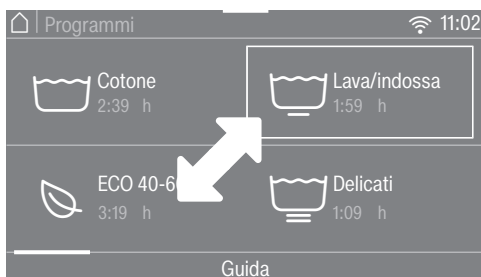 Programmi
11:02
Cotone
2:39 h
Lava/indossa
1:59 h
ECO 40-6
3:19 h
Delicati
1:09 h
Guida